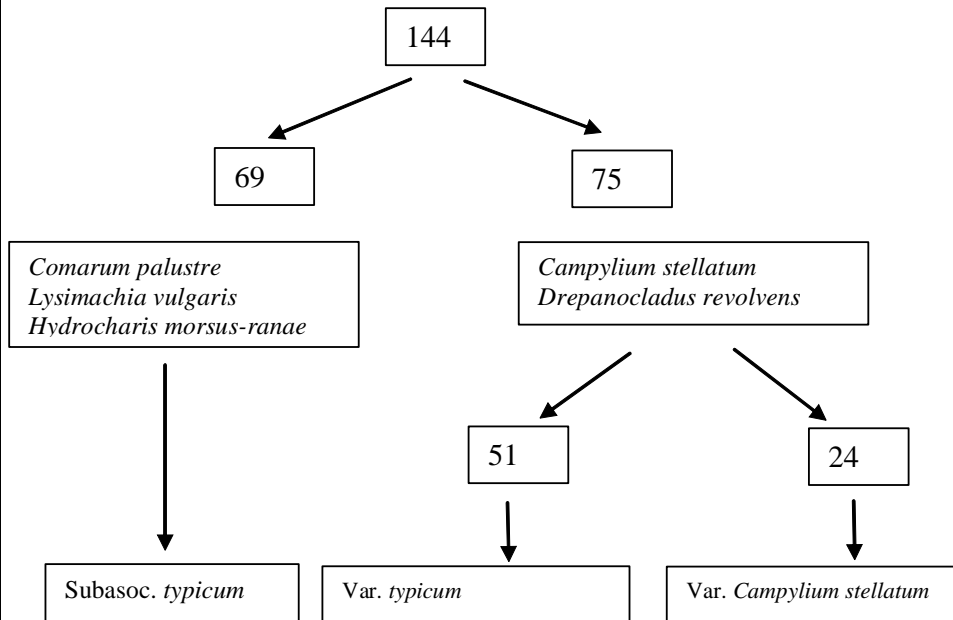 144
69
75
Comarum palustre
Lysimachia vulgaris
Hydrocharis morsus-ranae
Campylium stellatum
Drepanocladus revolvens
51
24
Subasoc. typicum
Var. typicum
Var. Campylium stellatum